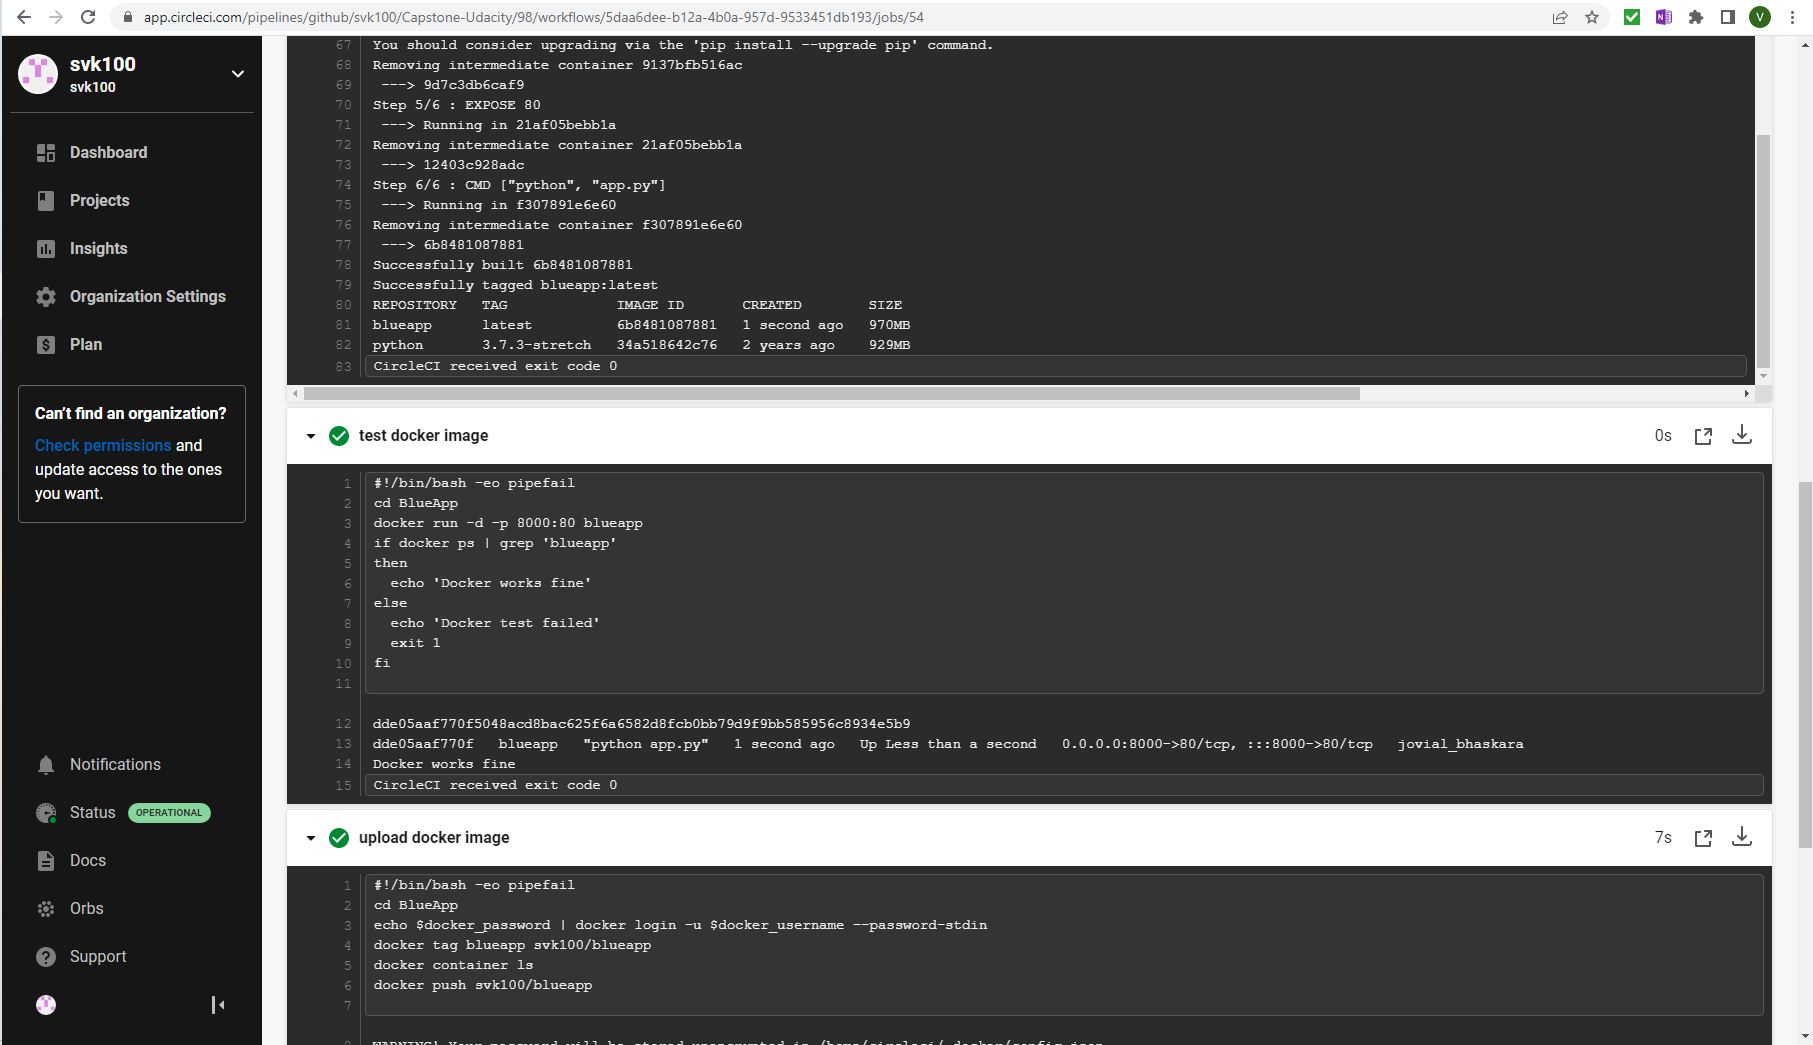 app.circleci.com/pipelines/github/svk100/Capstone-Udacity/98/workflows/5daa6dee-b12a-4b0a-957d-9533451db193/jobs/54
V
svk100
svk100
Dashboard
Projects
Insights
Organization Settings
Plan
Can't find an organization?
Check permissions and
update access to the ones
you want.
Notifications
Status OPERATIONAL
Docs
Orbs
Support
67 You should consider upgrading via the 'pip install --upgrade pip' command.
68 Removing intermediate container 9137bfb516ac
69 ---> 9d7c3db6caf9
70 Step 5/6 : EXPOSE 80
71 ---> Running in 21af05bebb1a
72 Removing intermediate container 21af05bebb1a
73 ---> 12403c928adc
74 Step 6/6 : CMD ["python", "app.py"]
75 ---> Running in f307891e6e60
76 Removing intermediate container f307891e6e60
77 ---> 6b8481087881
78 Successfully built 6b8481087881
79 Successfully tagged blueapp:latest
80 REPOSITORY TAG IMAGE ID CREATED SIZE
81 blueapp latest 6b8481087881 1 second ago 970MB
82 python 3.7.3-stretch 34a518642c76 2 years ago 929MB
83 CircleCI received exit code 0
test docker image 0s
1 #!/bin/bash -eo pipefail
2 cd BlueApp
3 docker run -d -p 8000:80 blueapp
4 if docker ps | grep 'blueapp'
5 then
6 echo 'Docker works fine'
7 else
8 echo 'Docker test failed'
9 exit 1
10 fi
11
12 dde05aaf770f5048acd8bac625f6a6582d8fcb0bb79d9f9bb585956c8934e5b9
13 dde05aaf770f blueapp "python app.py" 1 second ago Up Less than a second 0.0.0.0:8000->80/tcp, :::8000->80/tcp jovial_bhaskara
14 Docker works fine
15 CircleCI received exit code 0
upload docker image 7s
1 #!/bin/bash -eo pipefail
2 cd BlueApp
3 echo $docker_password | docker login -u $docker_username --password-stdin
4 docker tag blueapp svk100/blueapp
5 docker container ls
6 docker push svk100/blueapp
7
WARNING! Your password will be stored unencrypted in /home/circleci/.docker/config.json.